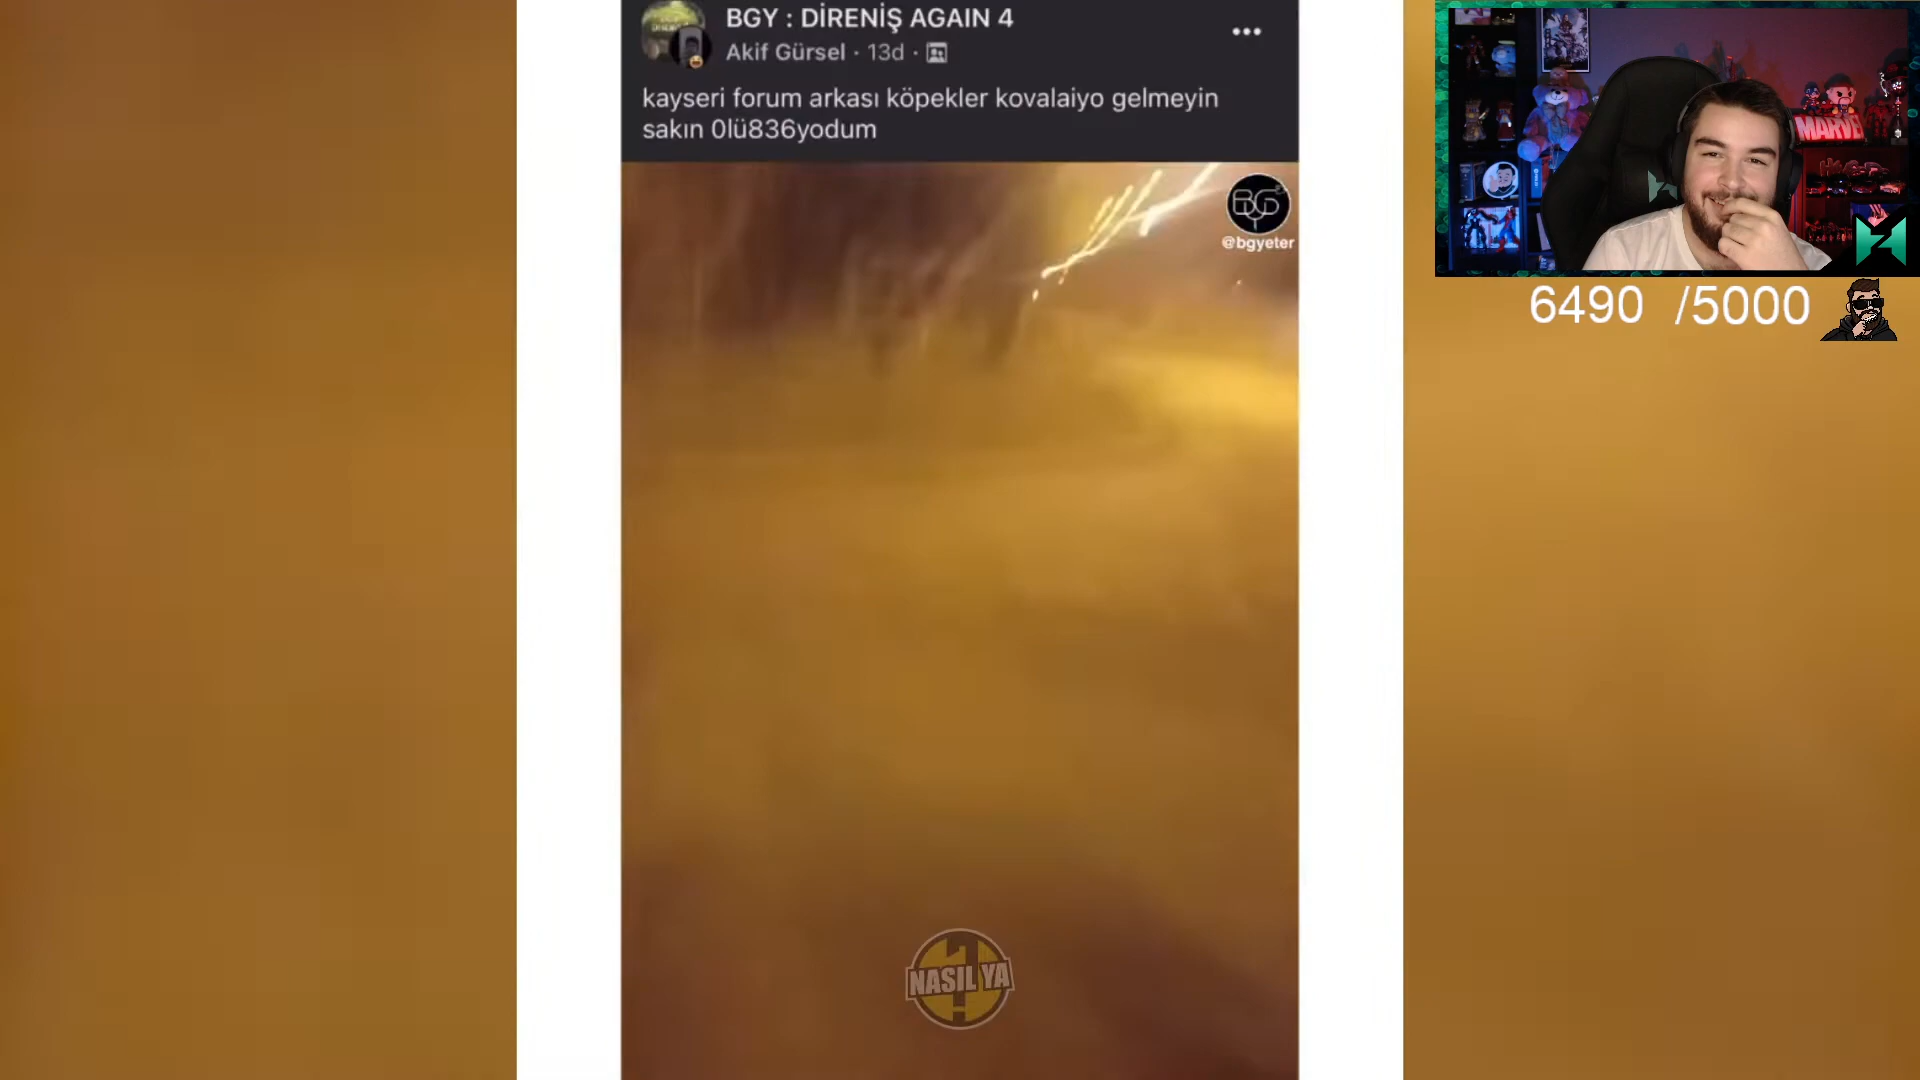 BGY : DİRENİŞ AGAIN 4
Akif Gürsel · 13d ·
kayseri forum arkası köpekler kovalaiyo gelmeyin
sakın 0lü836yodum
BG
@bgyeter
MARVEL
6490 /5000
NASIL YA